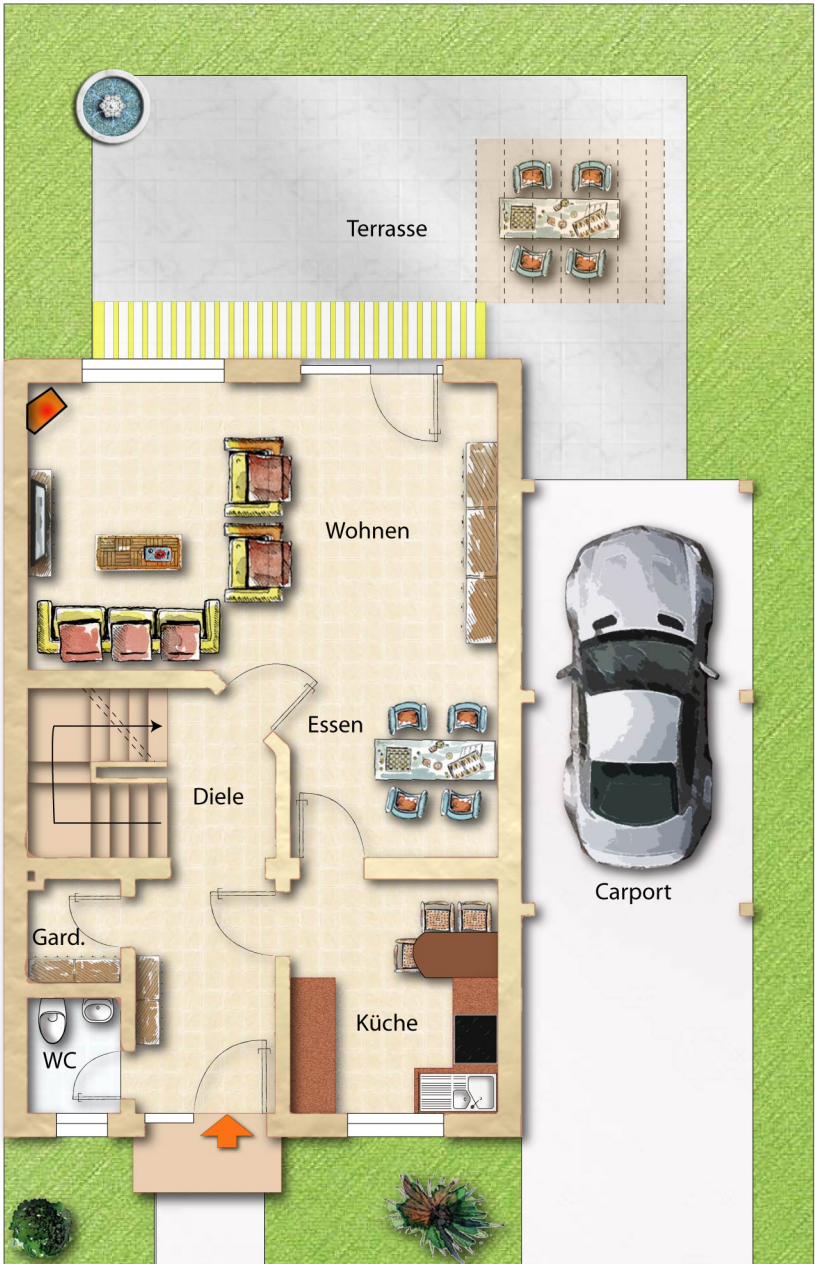 Terrasse
Wohnen
Essen
Diele
Carport
Gard.
Küche
WC